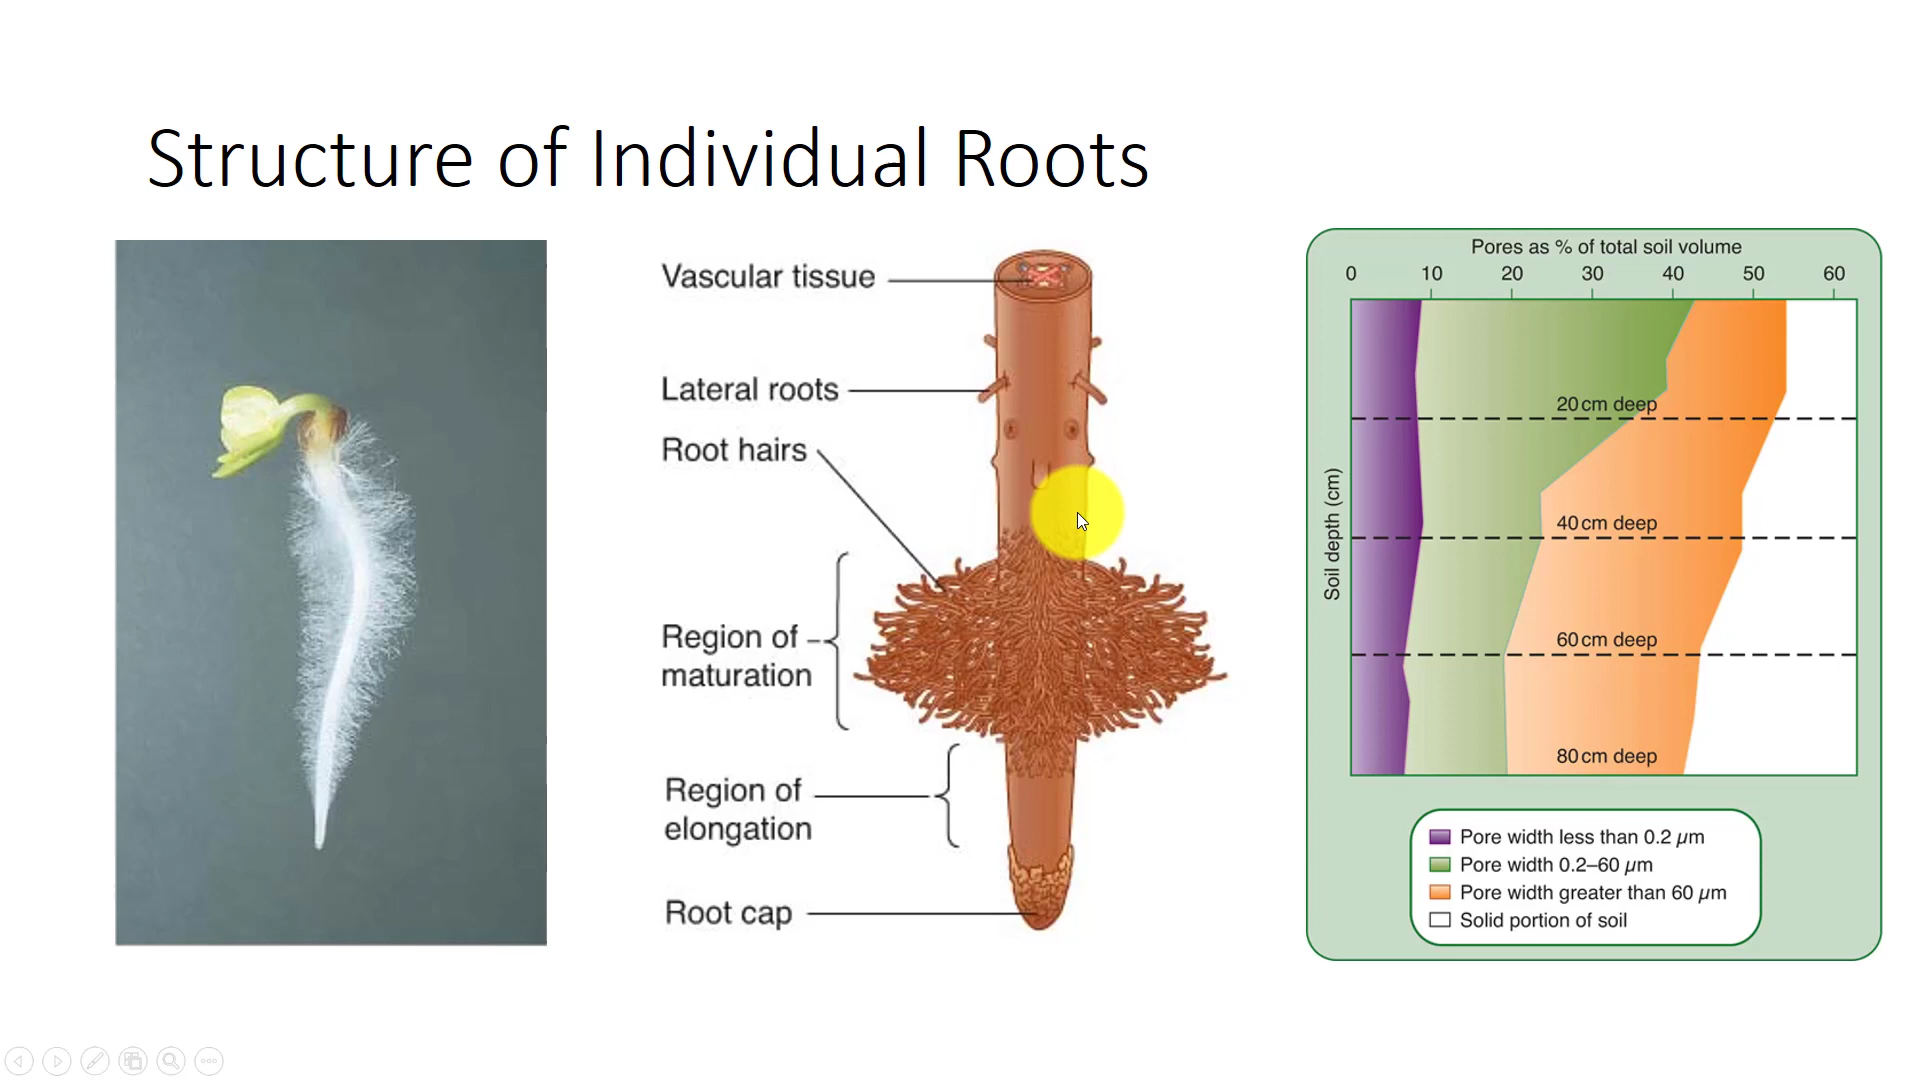 Structure of Individual Roots
Vascular tissue
Lateral roots
Root hairs
Region of
maturation
Region of
elongation
Root cap
Pores as % of total soil volume
0 10 20 30 40 50 60
Soil depth (cm)
20 cm deep
40 cm deep
60 cm deep
80 cm deep
Pore width less than 0.2 µm
Pore width 0.2–60 µm
Pore width greater than 60 µm
Solid portion of soil